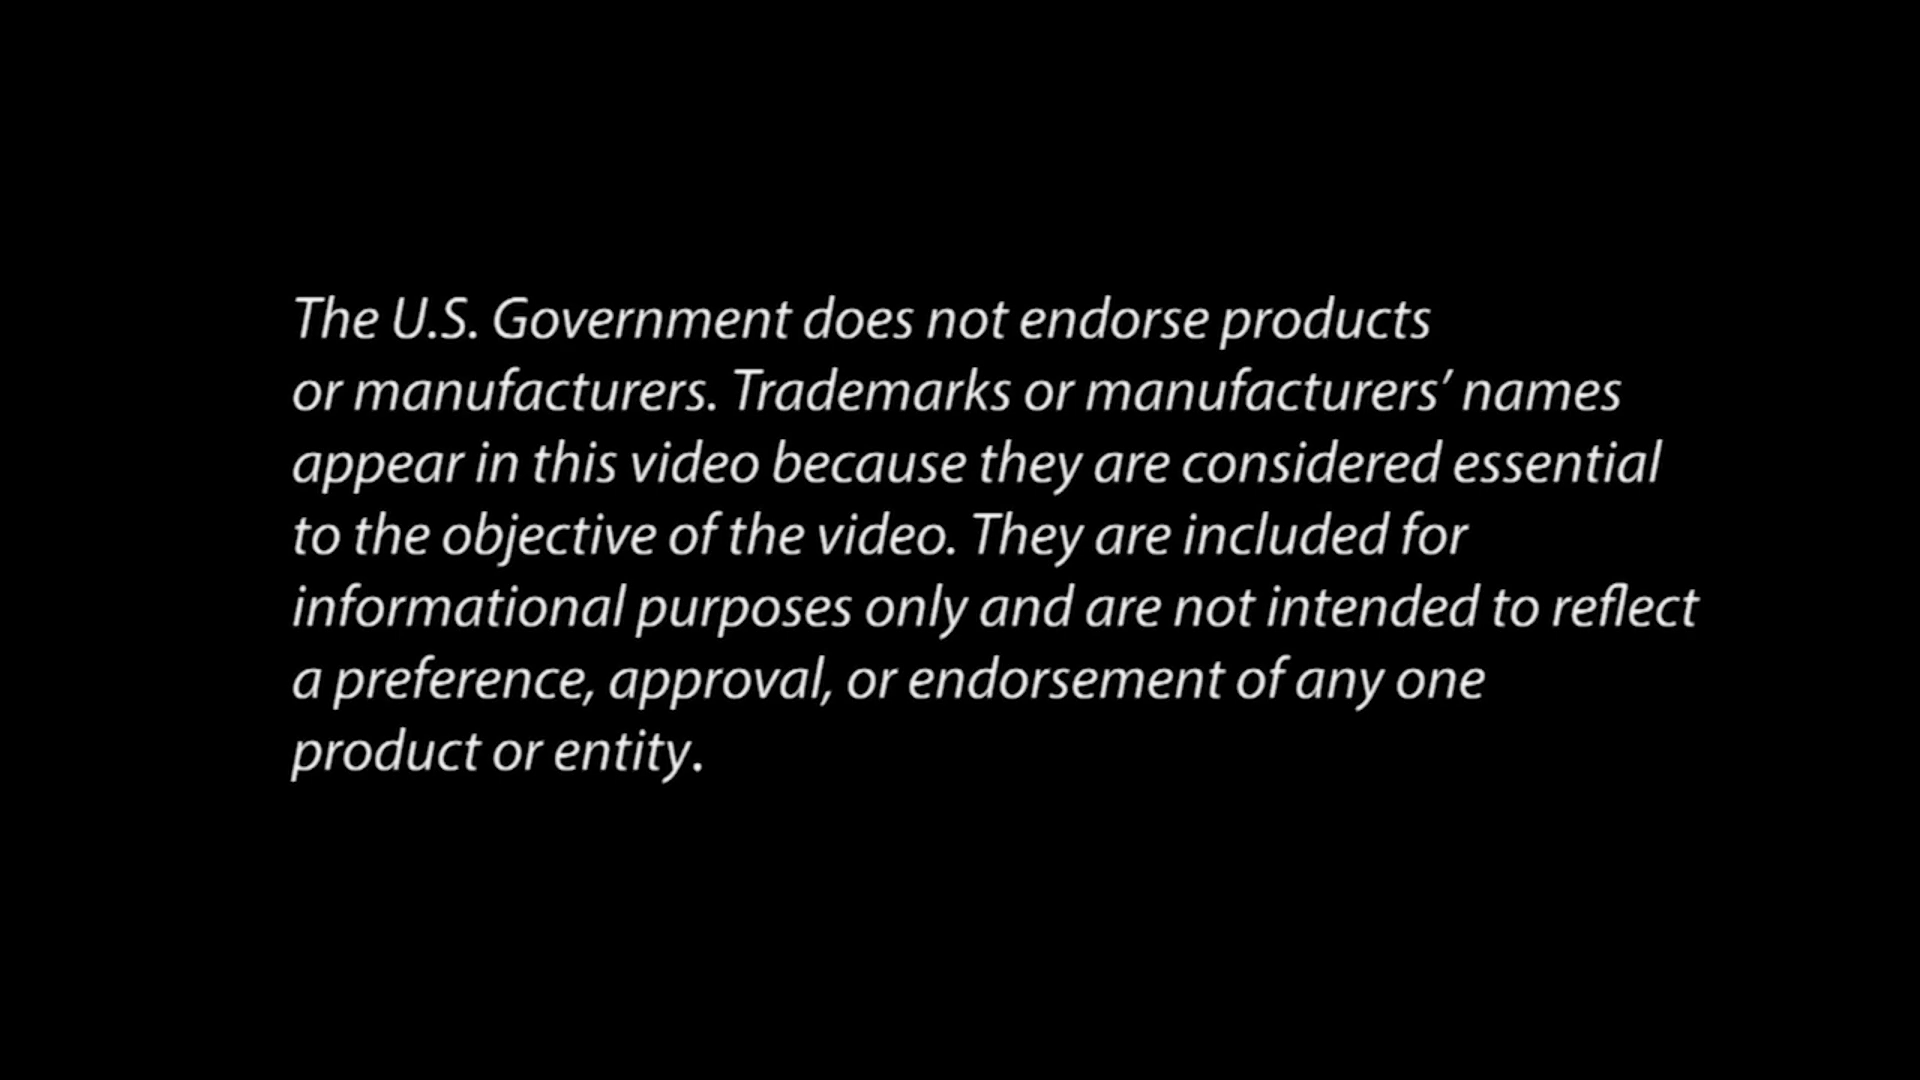 The U.S. Government does not endorse products
or manufacturers. Trademarks or manufacturers’ names
appear in this video because they are considered essential
to the objective of the video. They are included for
informational purposes only and are not intended to reflect
a preference, approval, or endorsement of any one
product or entity.